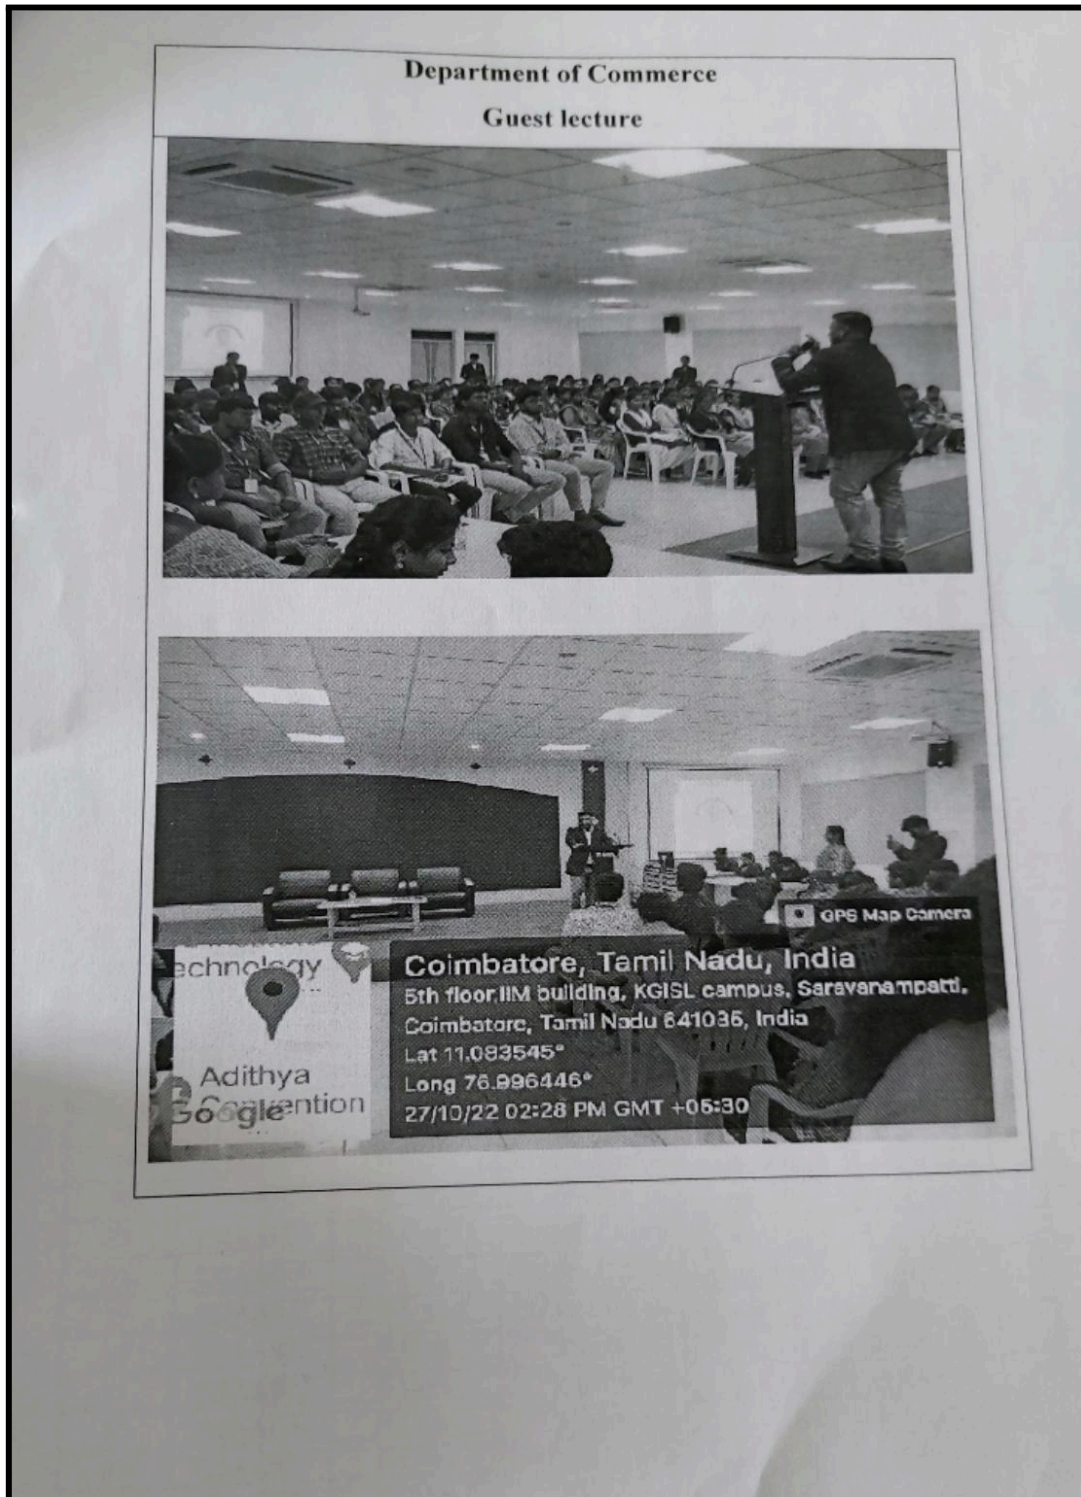 Department of Commerce
Guest lecture
GPS Map Camera
echnology
Adithya
Convention
Google
Coimbatore, Tamil Nadu, India
5th floor,IIM building, KGISL campus, Saravanampatti,
Coimbatore, Tamil Nadu 641035, India
Lat 11.083545°
Long 76.996446°
27/10/22 02:28 PM GMT +05:30